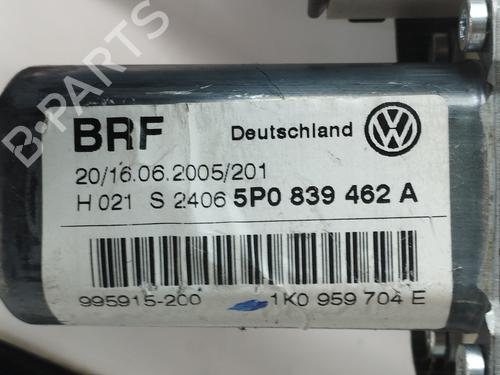 BRF Deutschland
20/16.06.2005/201
H 021 S 2406 5P0 839 462 A
995915-200 1K0 959 704 E
B-PARTS